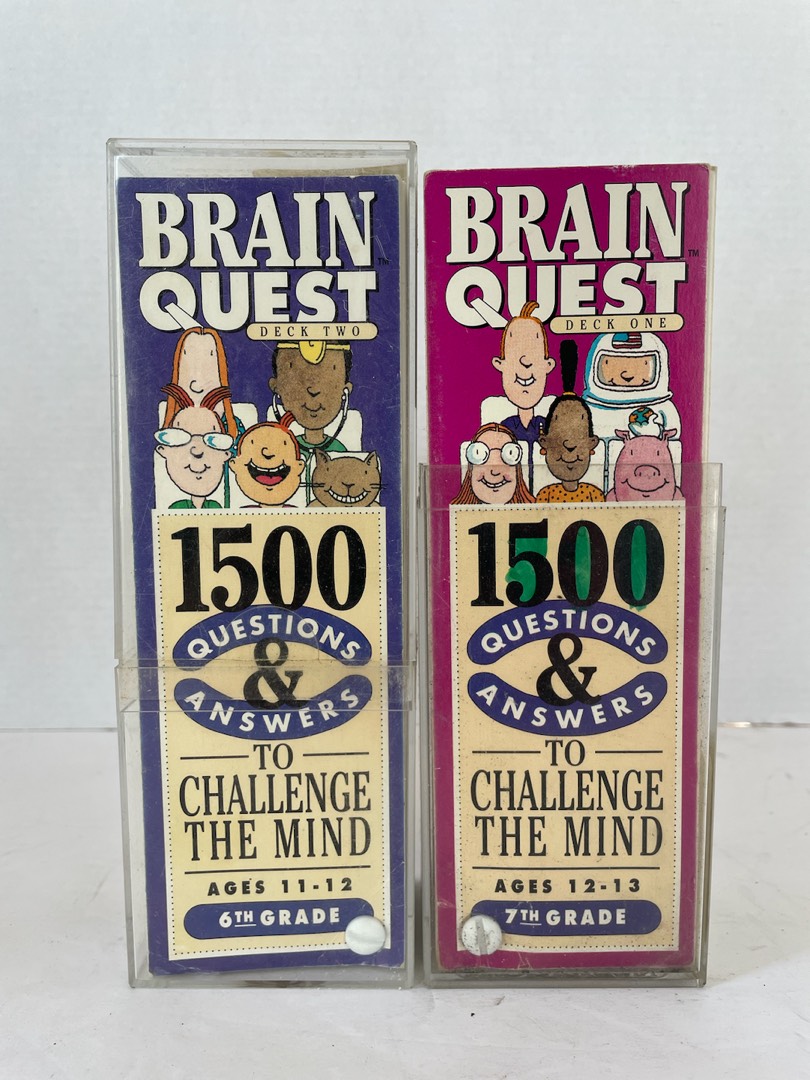 BRAIN
QUEST
TM
DECK TWO
1500
QUESTIONS
&
ANSWERS
TO
CHALLENGE
THE MIND
AGES 11-12
6TH GRADE
BRAIN
QUEST
TM
DECK ONE
1500
QUESTIONS
&
ANSWERS
TO
CHALLENGE
THE MIND
AGES 12-13
7TH GRADE